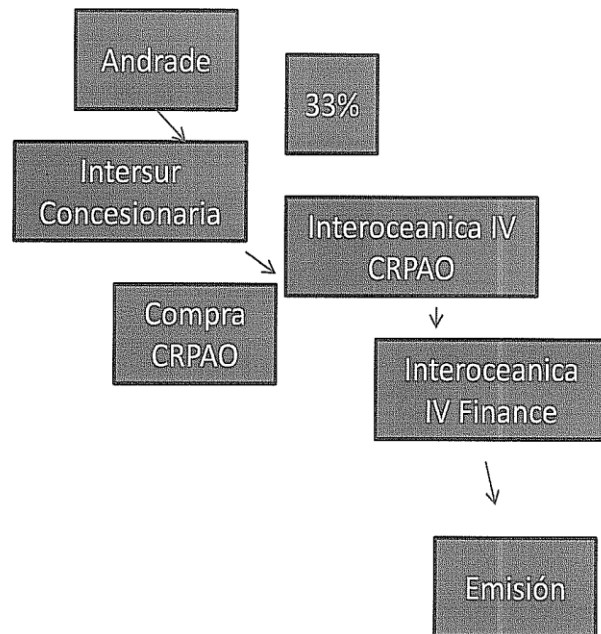 Andrade
33%
Intersur
Concesionaria
Interoceanica IV
CRPAO
Compra
CRPAO
Interoceanica
IV Finance
Emisión